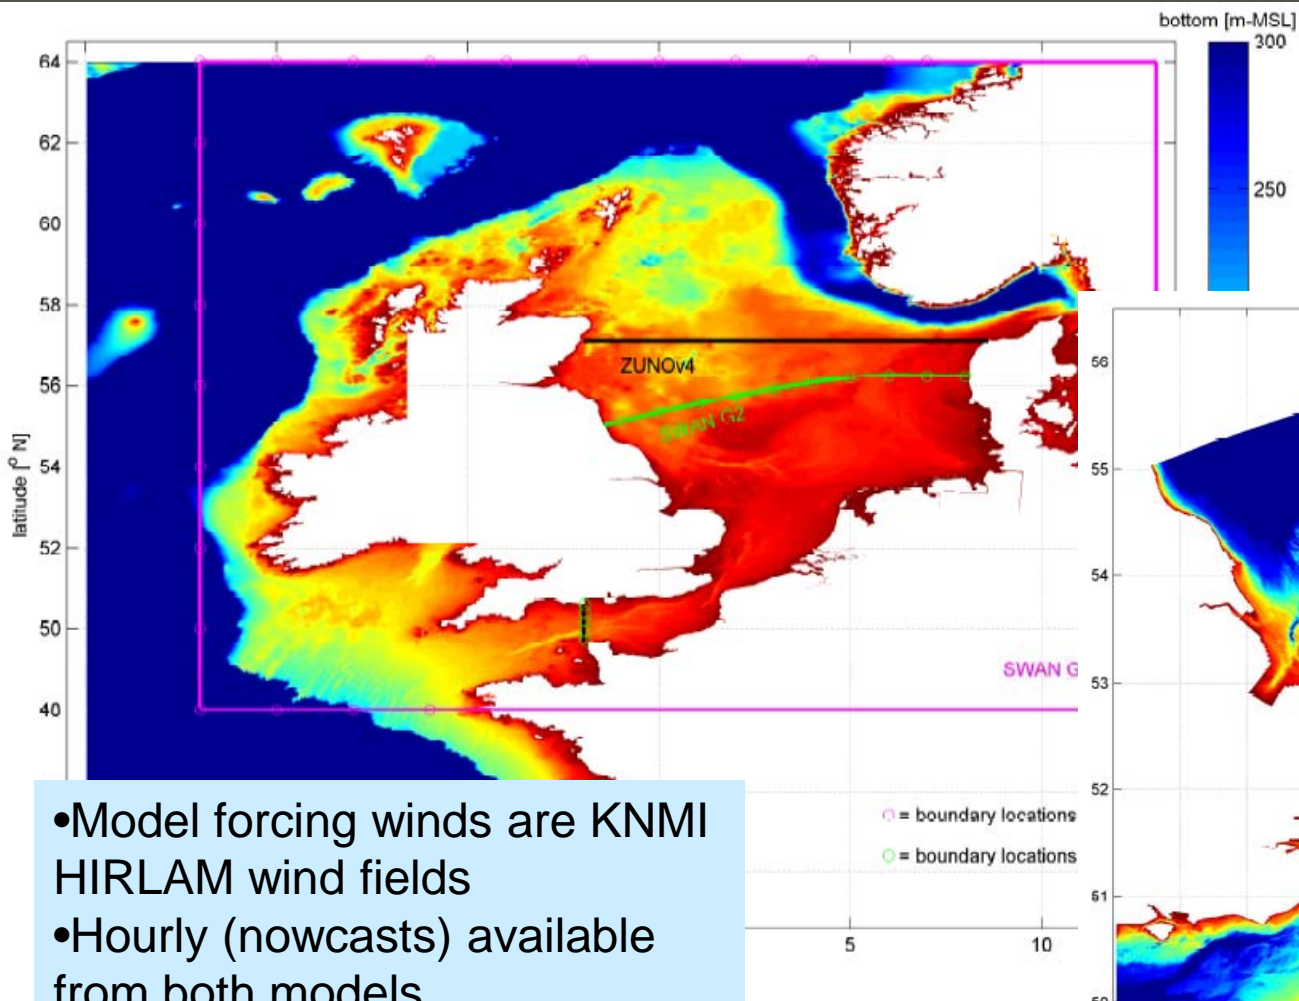 bottom [m-MSL]
300
250
64
62
60
58
56
54
52
50
40
latitude [° N]
ZUNOv4
SWAN G2
SWAN G
= boundary locations
= boundary locations
5
10
56
55
54
53
52
51
50
•Model forcing winds are KNMI
HIRLAM wind fields
•Hourly (nowcasts) available
from both models